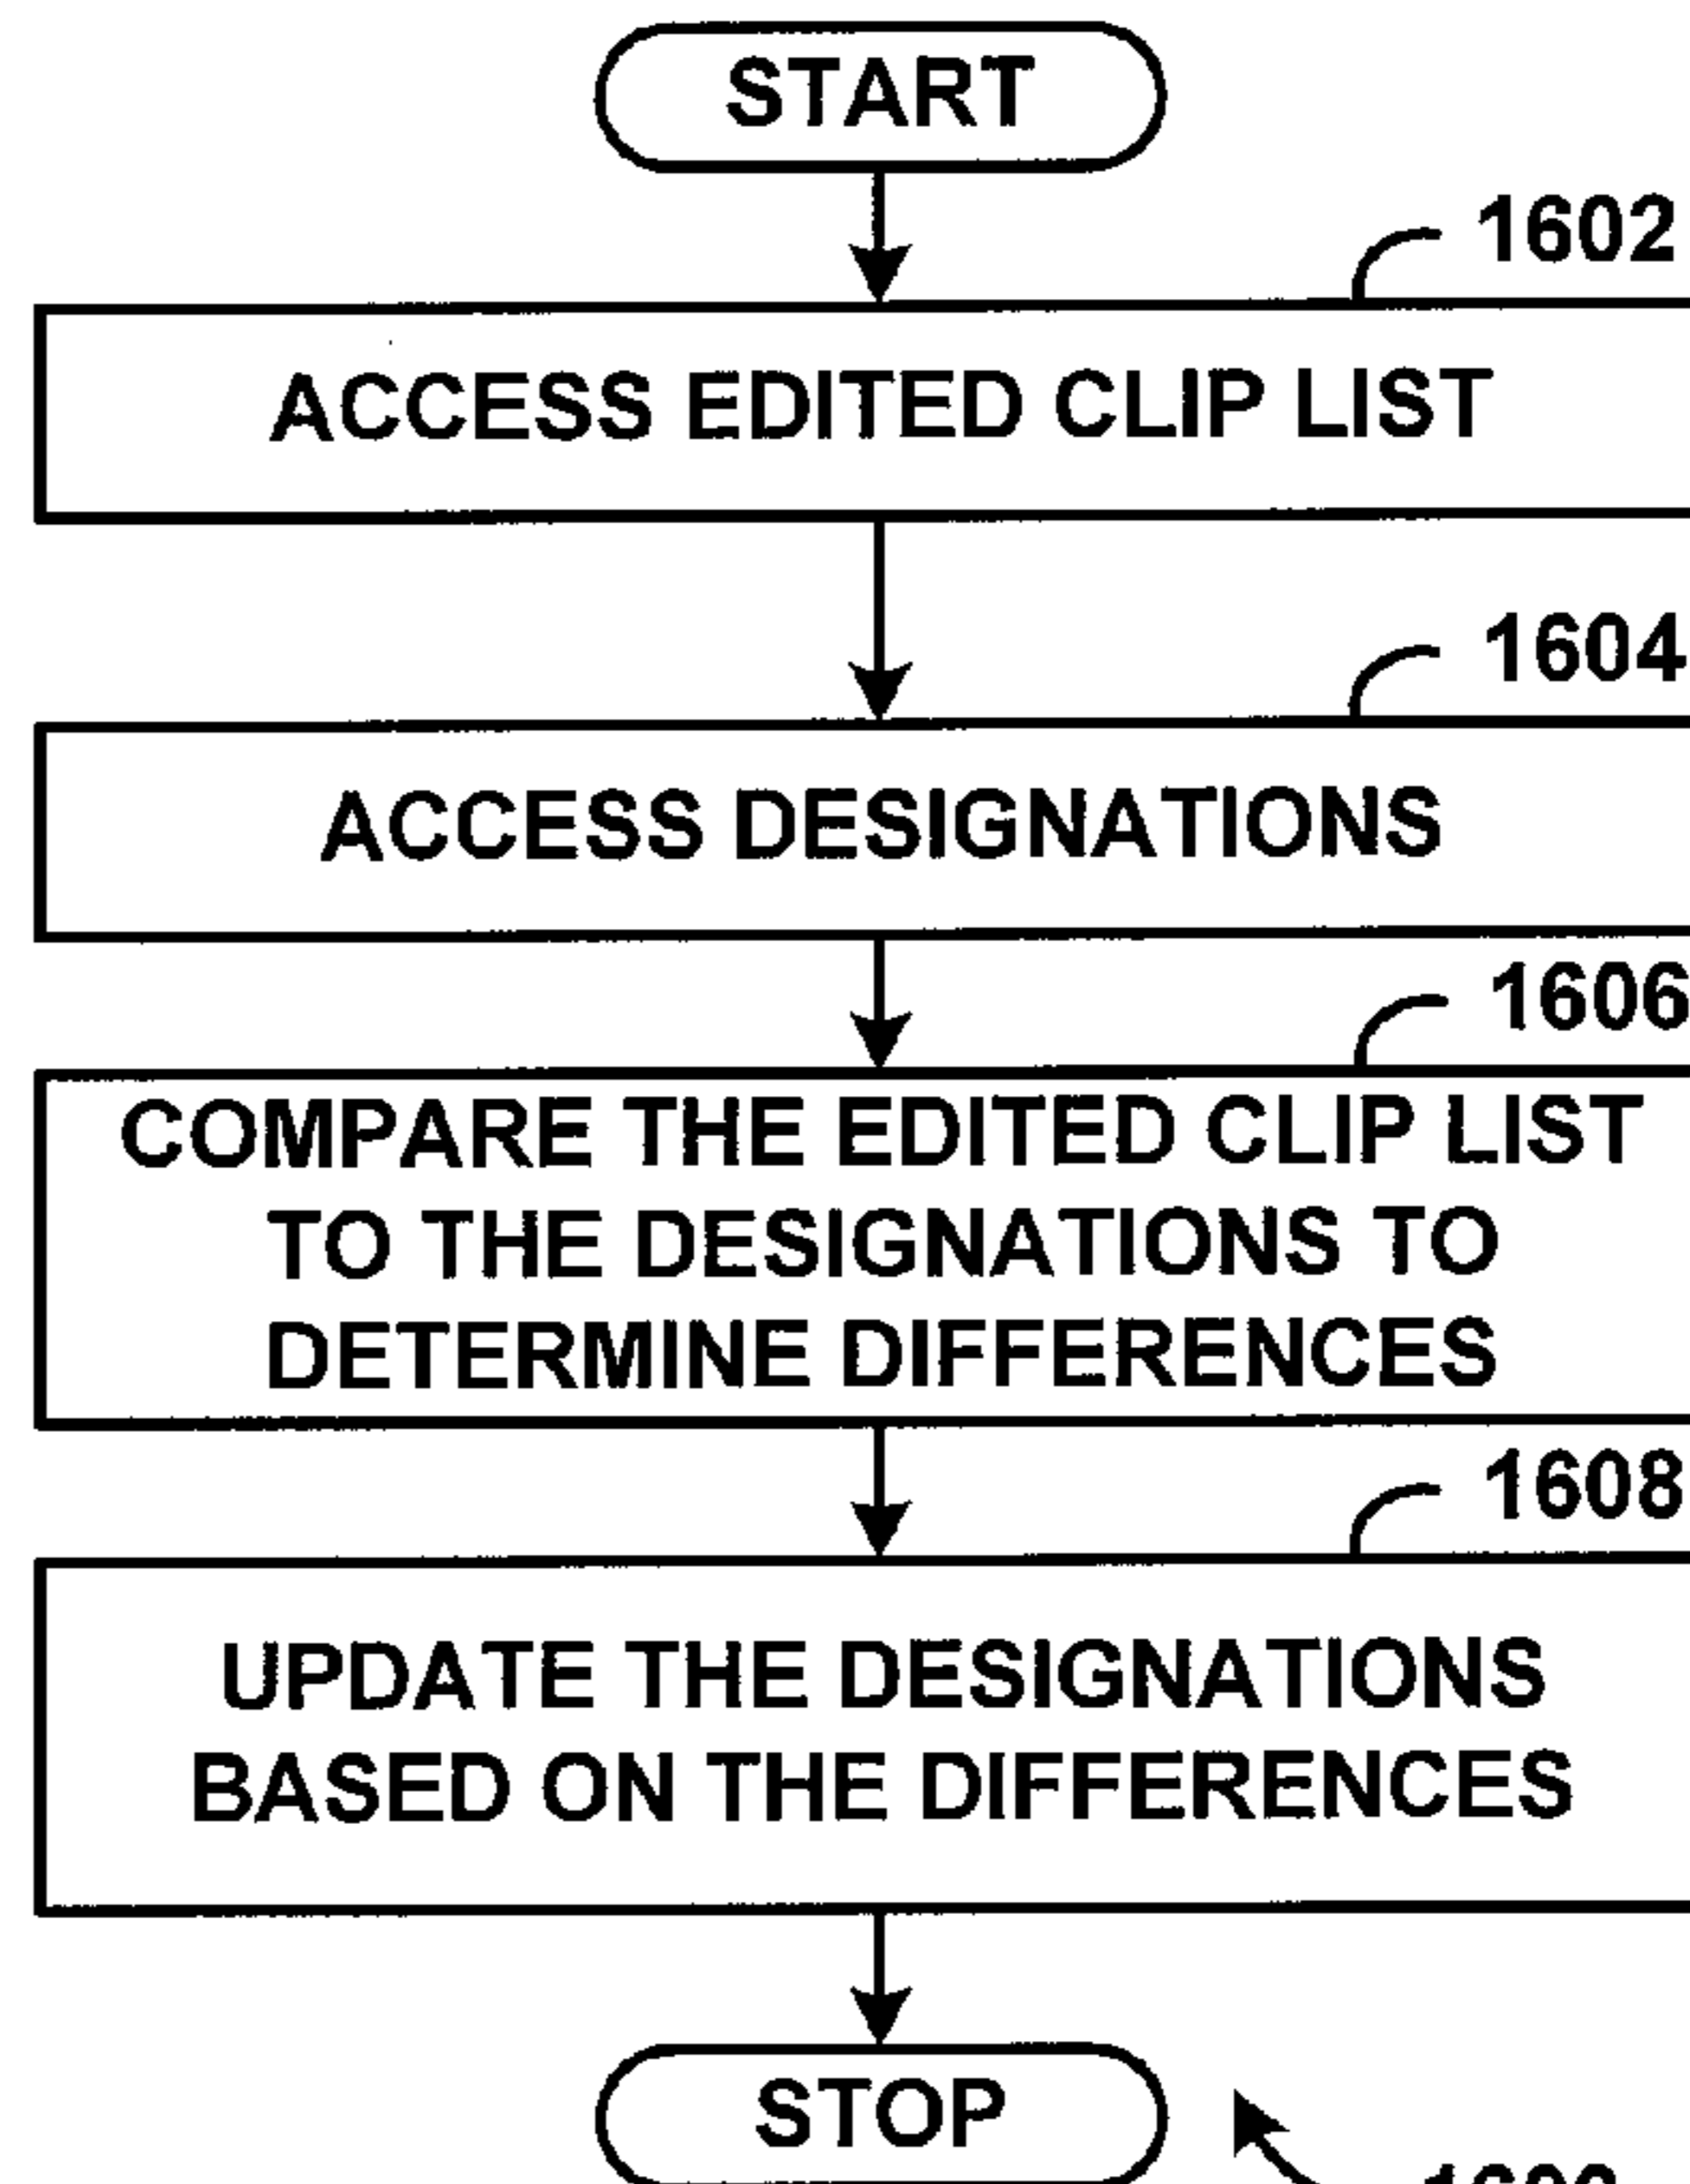 START
1602
ACCESS EDITED CLIP LIST
1604
ACCESS DESIGNATIONS
1606
COMPARE THE EDITED CLIP LIST
TO THE DESIGNATIONS TO
DETERMINE DIFFERENCES
1608
UPDATE THE DESIGNATIONS
BASED ON THE DIFFERENCES
STOP